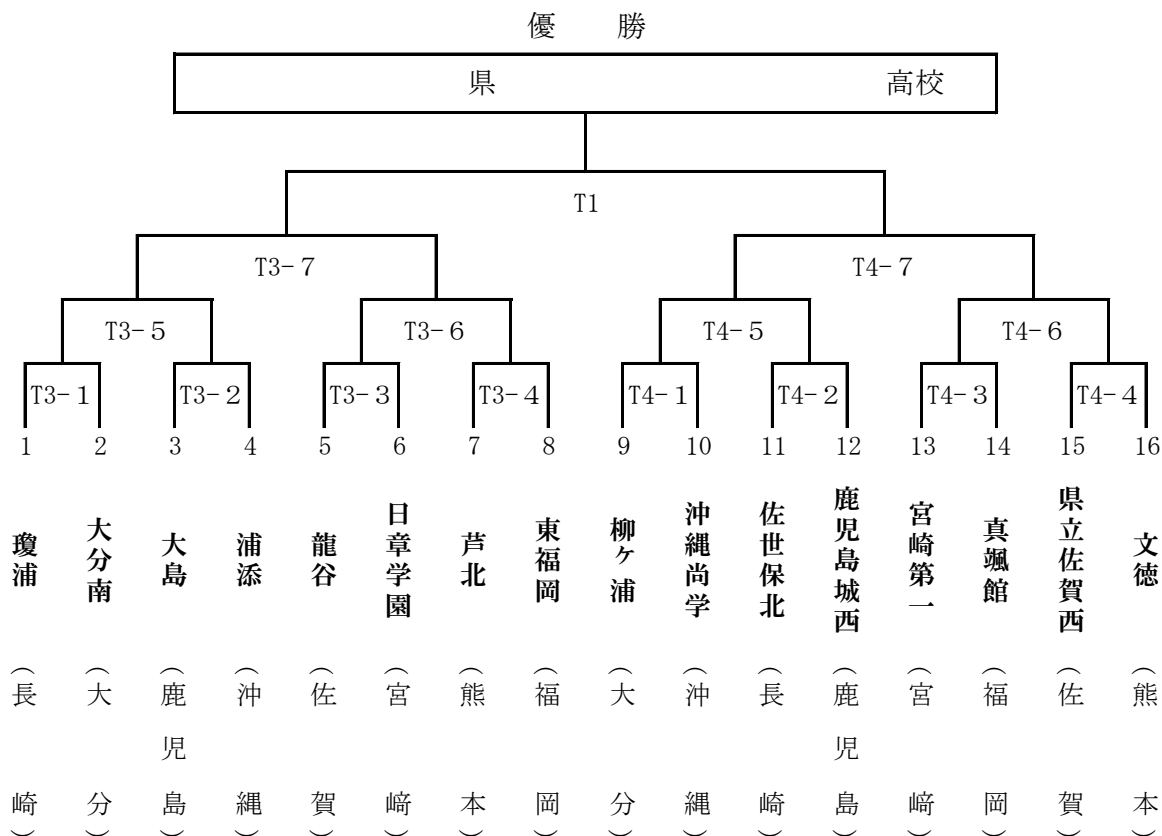 優　勝
県　高校
T1
T3-７　T4-７
T3-５　T3-６　T4-５　T4-６
T3-１　T3-２　T3-３　T3-４　T4-１　T4-２　T4-３　T4-４
1　2　3　4　5　6　7　8　9　10　11　12　13　14　15　16
瓊浦（長崎）
大分南（大分）
大島（鹿児島）
浦添（沖縄）
龍谷（佐賀）
日章学園（宮﨑）
芦北（熊本）
東福岡（福岡）
柳ケ浦（大分）
沖縄尚学（沖縄）
佐世保北（長崎）
鹿児島城西（鹿児島）
宮崎第一（宮﨑）
真颯館（福岡）
県立佐賀西（佐賀）
文徳（熊本）